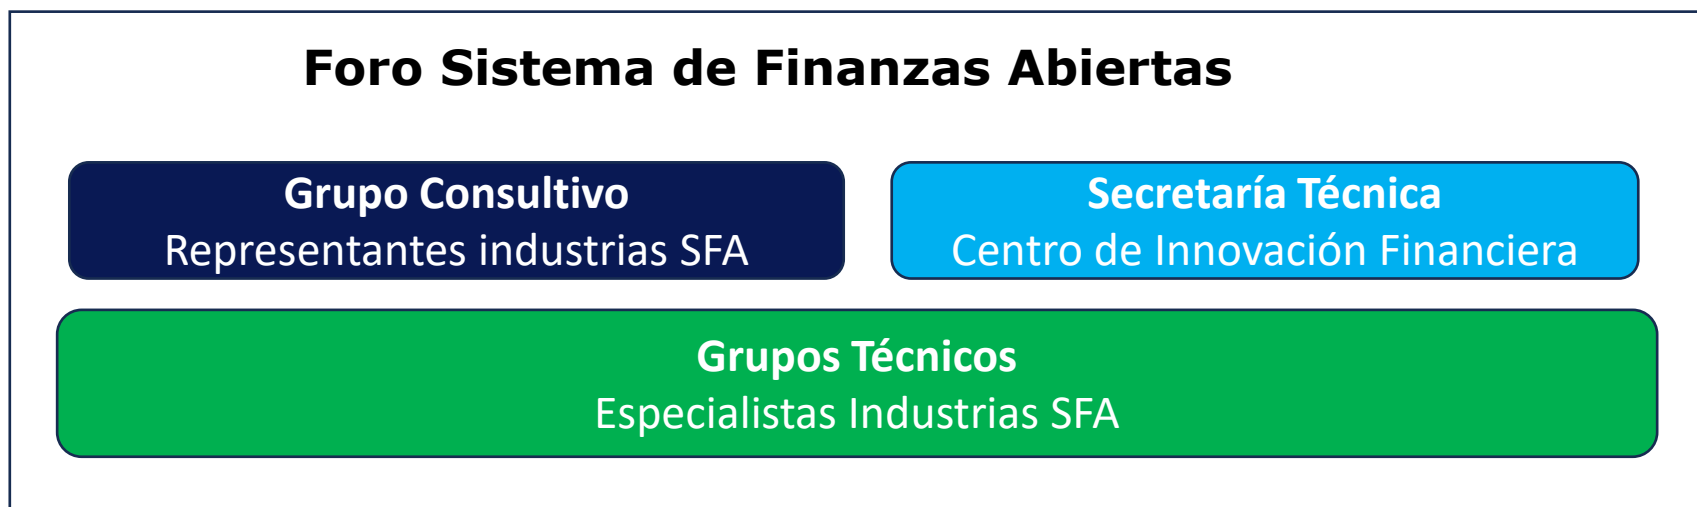 Foro Sistema de Finanzas Abiertas
Grupo Consultivo
Representantes industrias SFA
Secretaría Técnica
Centro de Innovación Financiera
Grupos Técnicos
Especialistas Industrias SFA